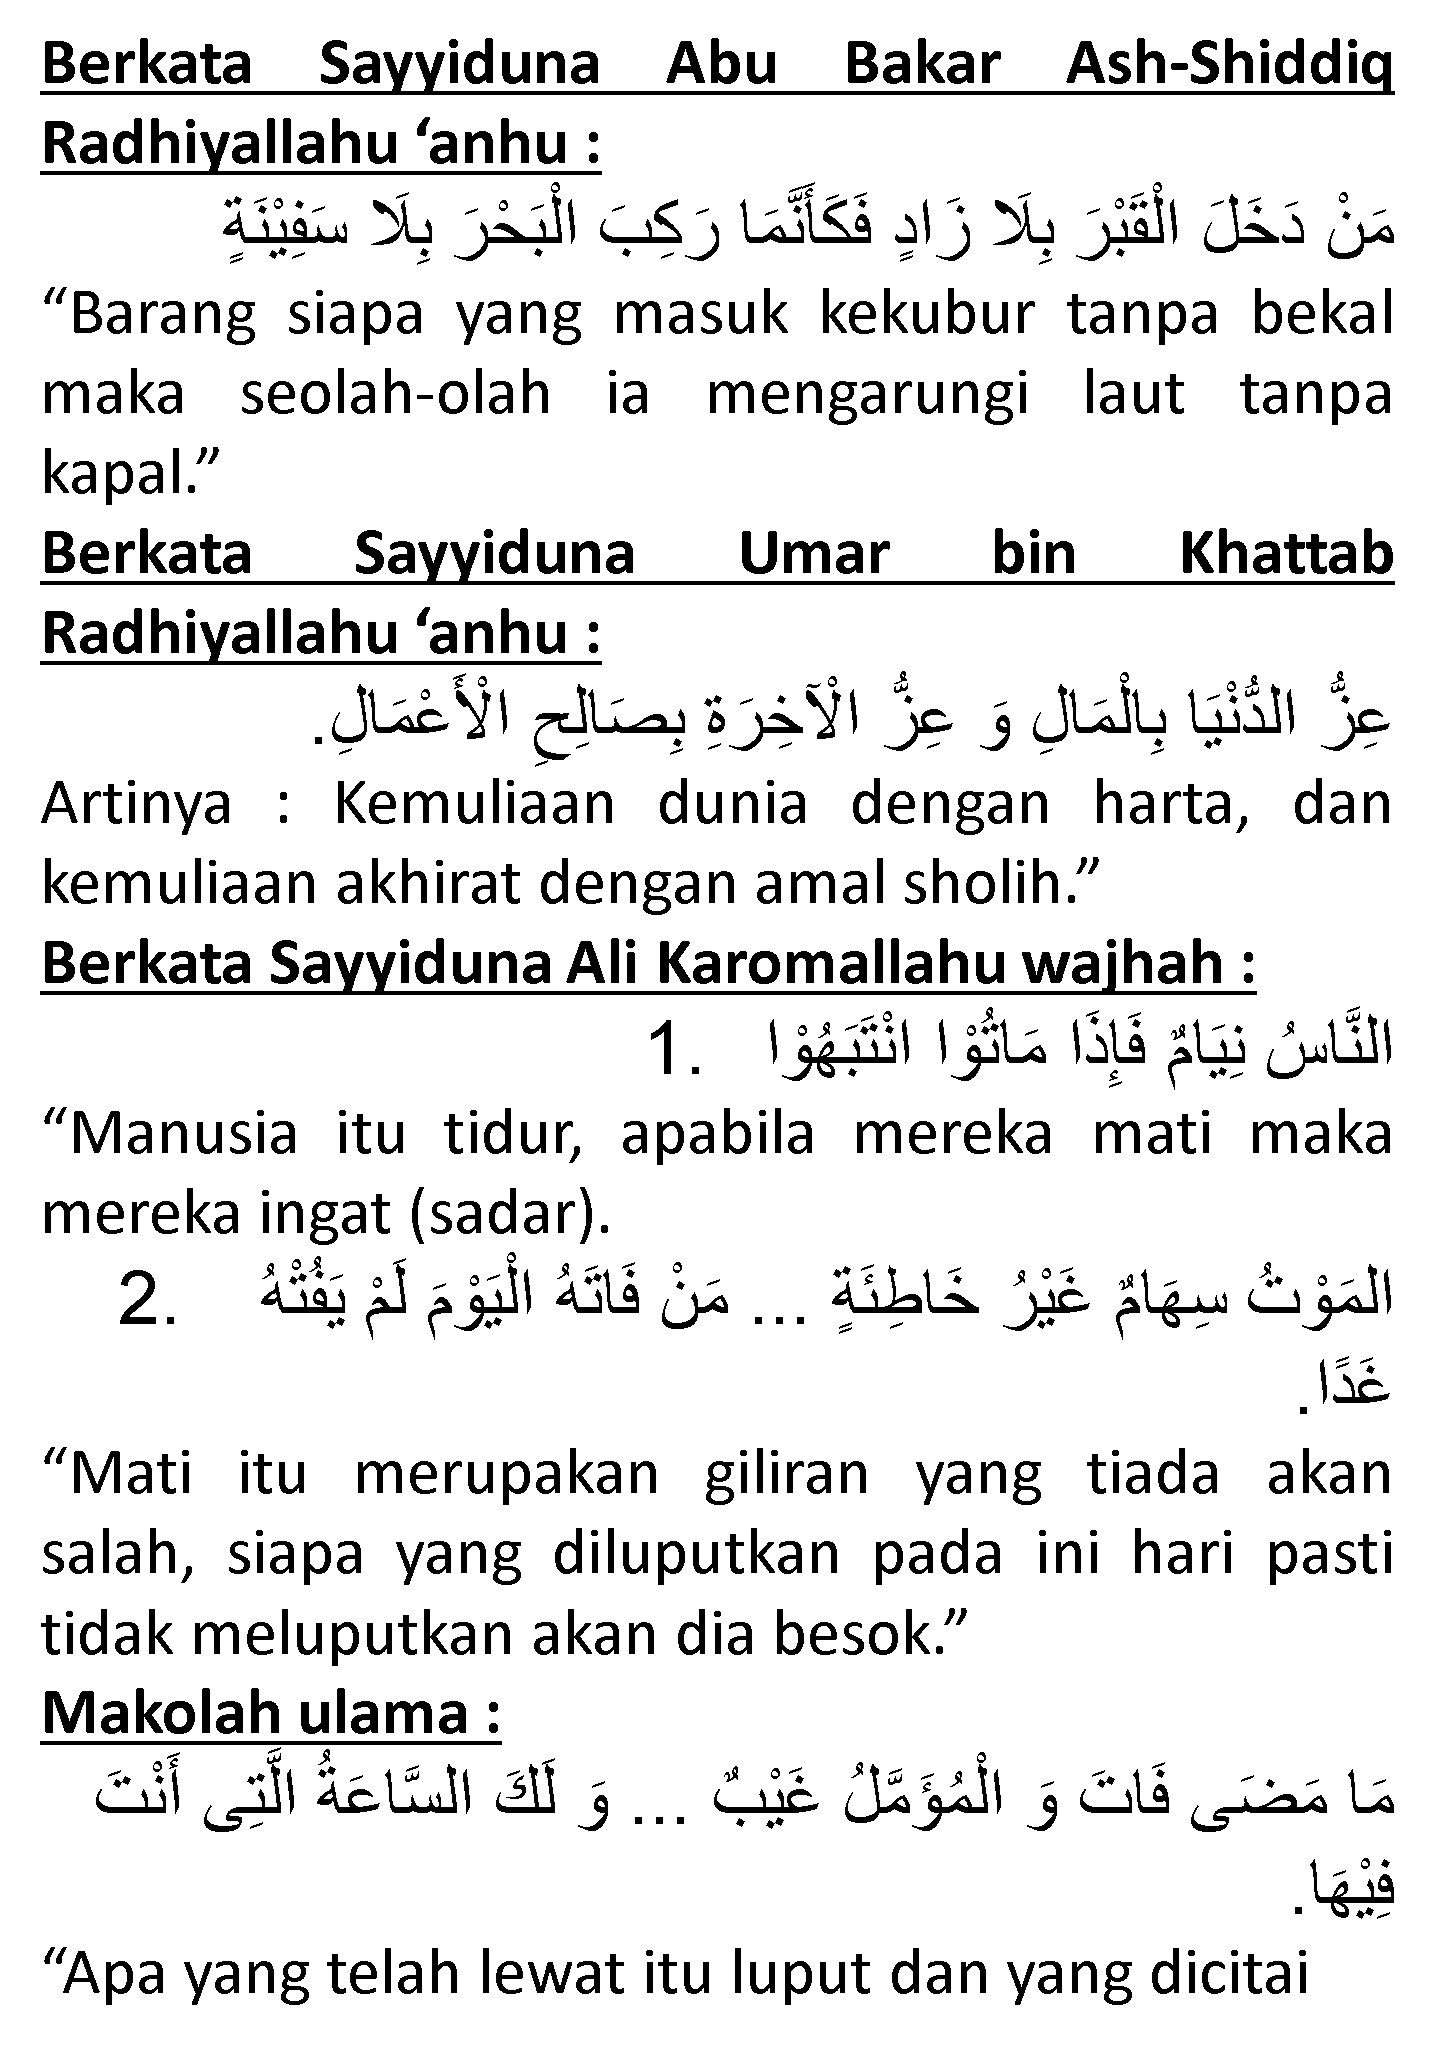 Berkata Sayyiduna Abu Bakar Ash-Shiddiq
Radhiyallahu ‘anhu :
مَنْ دَخَلَ الْقَبْرَ بِلَا زَادٍ فَكَأَنَّمَا رَكِبَ الْبَحْرَ بِلَا سَفِيْنَةٍ
“Barang siapa yang masuk kekubur tanpa bekal
maka seolah-olah ia mengarungi laut tanpa
kapal.”
Berkata Sayyiduna Umar bin Khattab
Radhiyallahu ‘anhu :
عِزُّ الدُّنْيَا بِالْمَالِ وَ عِزُّ الْآخِرَةِ بِصَالِحِ الْأَعْمَالِ.
Artinya : Kemuliaan dunia dengan harta, dan
kemuliaan akhirat dengan amal sholih.”
Berkata Sayyiduna Ali Karomallahu wajhah :
النَّاسُ نِيَامٌ فَإِذَا مَاتُوْا انْتَبَهُوْا .1
“Manusia itu tidur, apabila mereka mati maka
mereka ingat (sadar).
المَوْتُ سِهَامٌ غَيْرُ خَاطِئَةٍ ... مَنْ فَاتَهُ الْيَوْمَ لَمْ يَفُتْهُ .2
غَدًا.
“Mati itu merupakan giliran yang tiada akan
salah, siapa yang diluputkan pada ini hari pasti
tidak meluputkan akan dia besok.”
Makolah ulama :
مَا مَضَى فَاتَ وَ الْمُؤَمَّلُ غَيْبٌ ... وَ لَكَ السَّاعَةُ الَّتِى أَنْتَ
فِيْهَا.
“Apa yang telah lewat itu luput dan yang dicitai